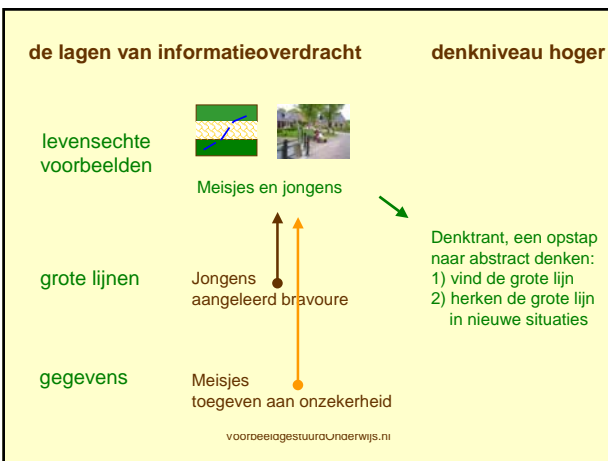 de lagen van informatieoverdracht
denkniveau hoger
levensechte
voorbeelden
Meisjes en jongens
Denktrant, een opstap
naar abstract denken:
1) vind de grote lijn
2) herken de grote lijn
in nieuwe situaties
grote lijnen
Jongens
aangeleerd bravoure
gegevens
Meisjes
toegeven aan onzekerheid
VoorbeeldgestuurdOnderwijs.nl